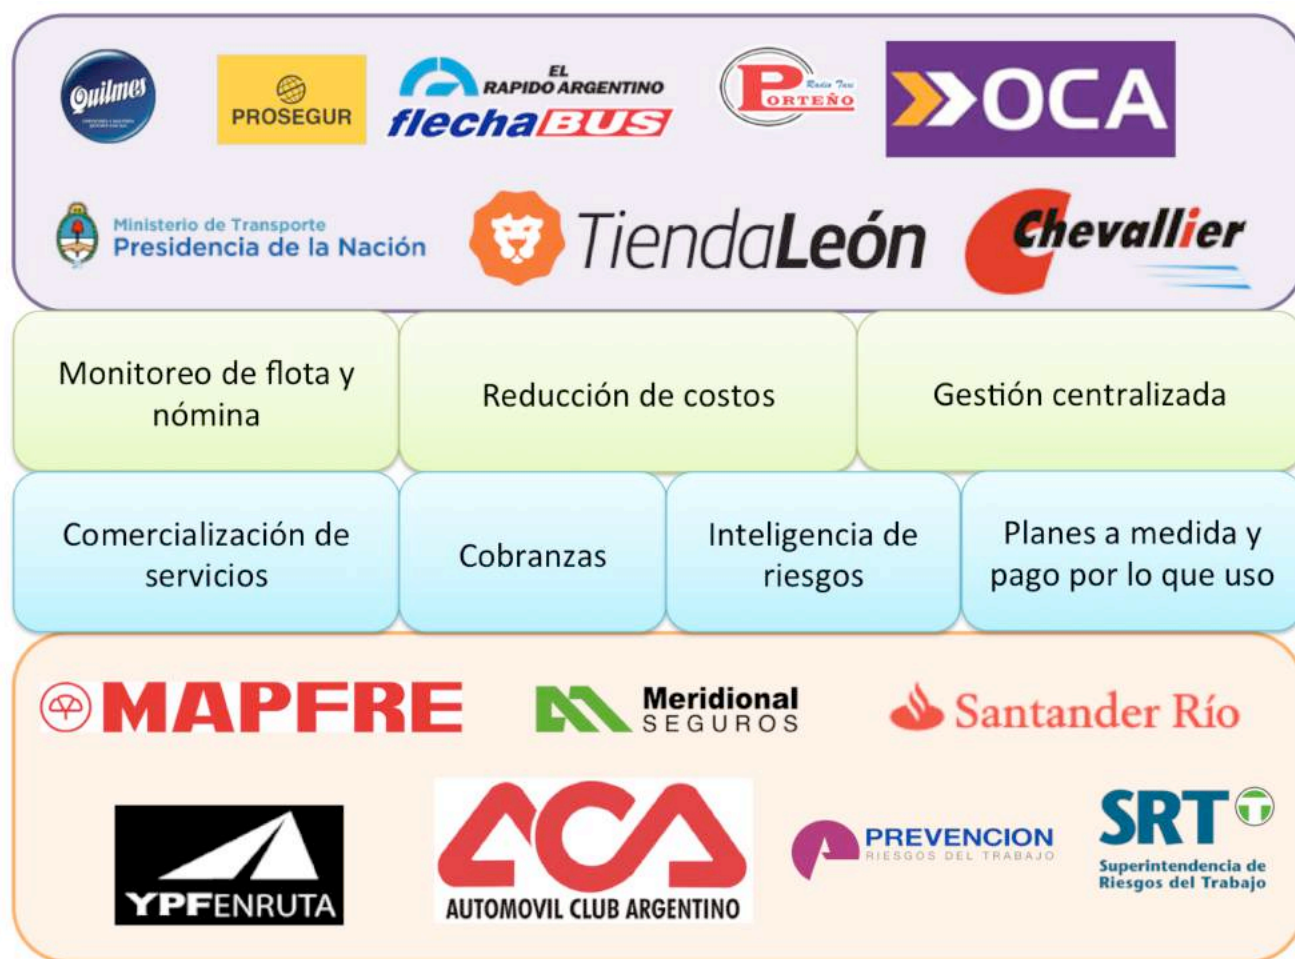 Quilmes
PROSEGUR
EL
RAPIDO ARGENTINO
flechaBUS
Radio Taxi
PORTEÑO
OCA
Ministerio de Transporte
Presidencia de la Nación
TiendaLeón
Chevallier
Monitoreo de flota y
nómina
Reducción de costos
Gestión centralizada
Comercialización de
servicios
Cobranzas
Inteligencia de
riesgos
Planes a medida y
pago por lo que uso
MAPFRE
Meridional
SEGUROS
Santander Río
YPFENRUTA
ACA
AUTOMOVIL CLUB ARGENTINO
PREVENCION
RIESGOS DEL TRABAJO
SRT
Superintendencia de
Riesgos del Trabajo